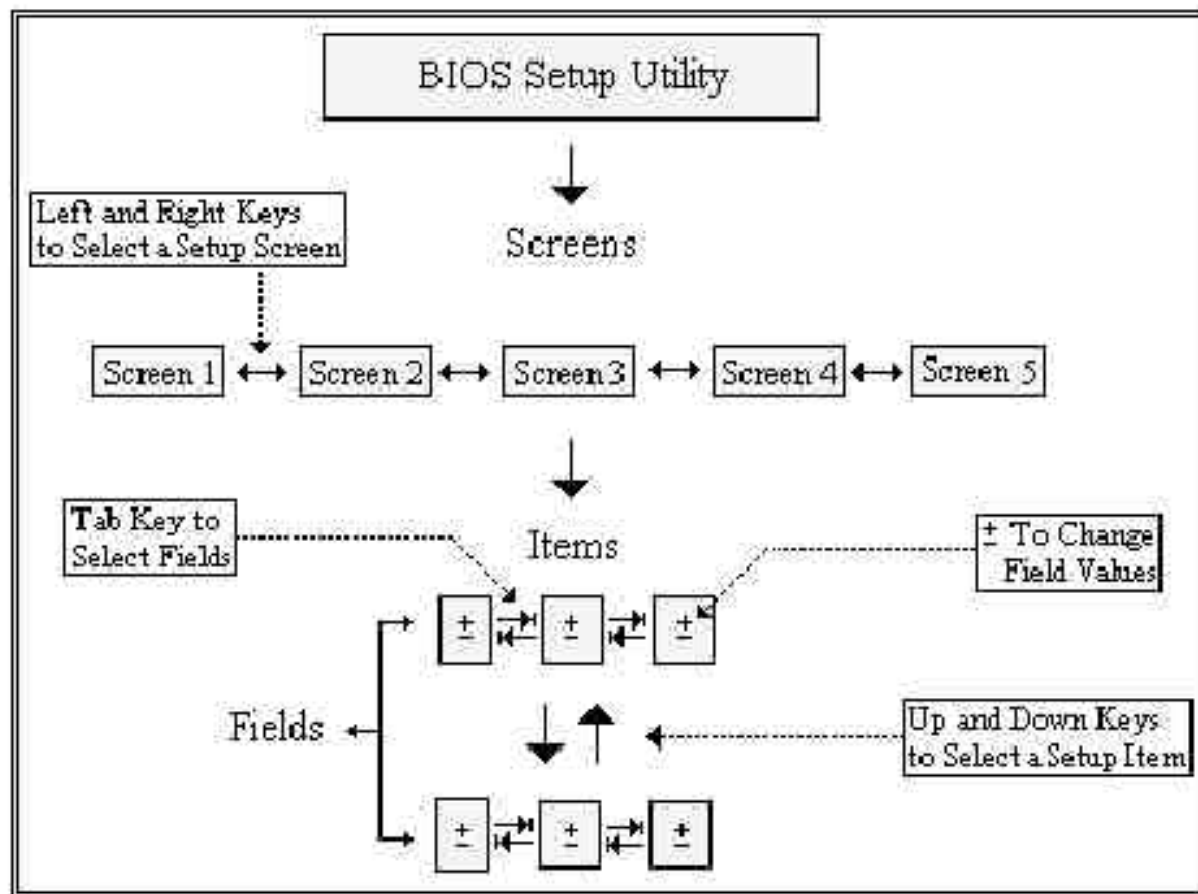 BIOS Setup Utility
Left and Right Keys
to Select a Setup Screen
Screens
Screen 1
Screen 2
Screen 3
Screen 4
Screen 5
Tab Key to
Select Fields
Items
± To Change
Field Values
± ± ±
Fields
Up and Down Keys
to Select a Setup Item
± ± ±